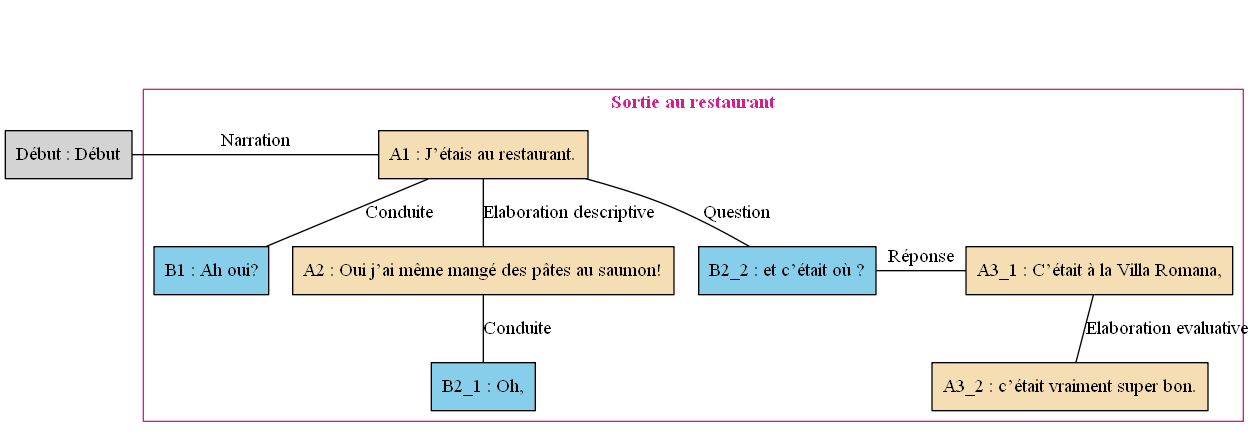 Sortie au restaurant
Début : Début
Narration
A1 : J’étais au restaurant.
Conduite
Elaboration descriptive
Question
B1 : Ah oui?
A2 : Oui j’ai même mangé des pâtes au saumon!
B2_2 : et c’était où ?
Réponse
A3_1 : C’était à la Villa Romana,
Conduite
Elaboration evaluative
B2_1 : Oh,
A3_2 : c’était vraiment super bon.